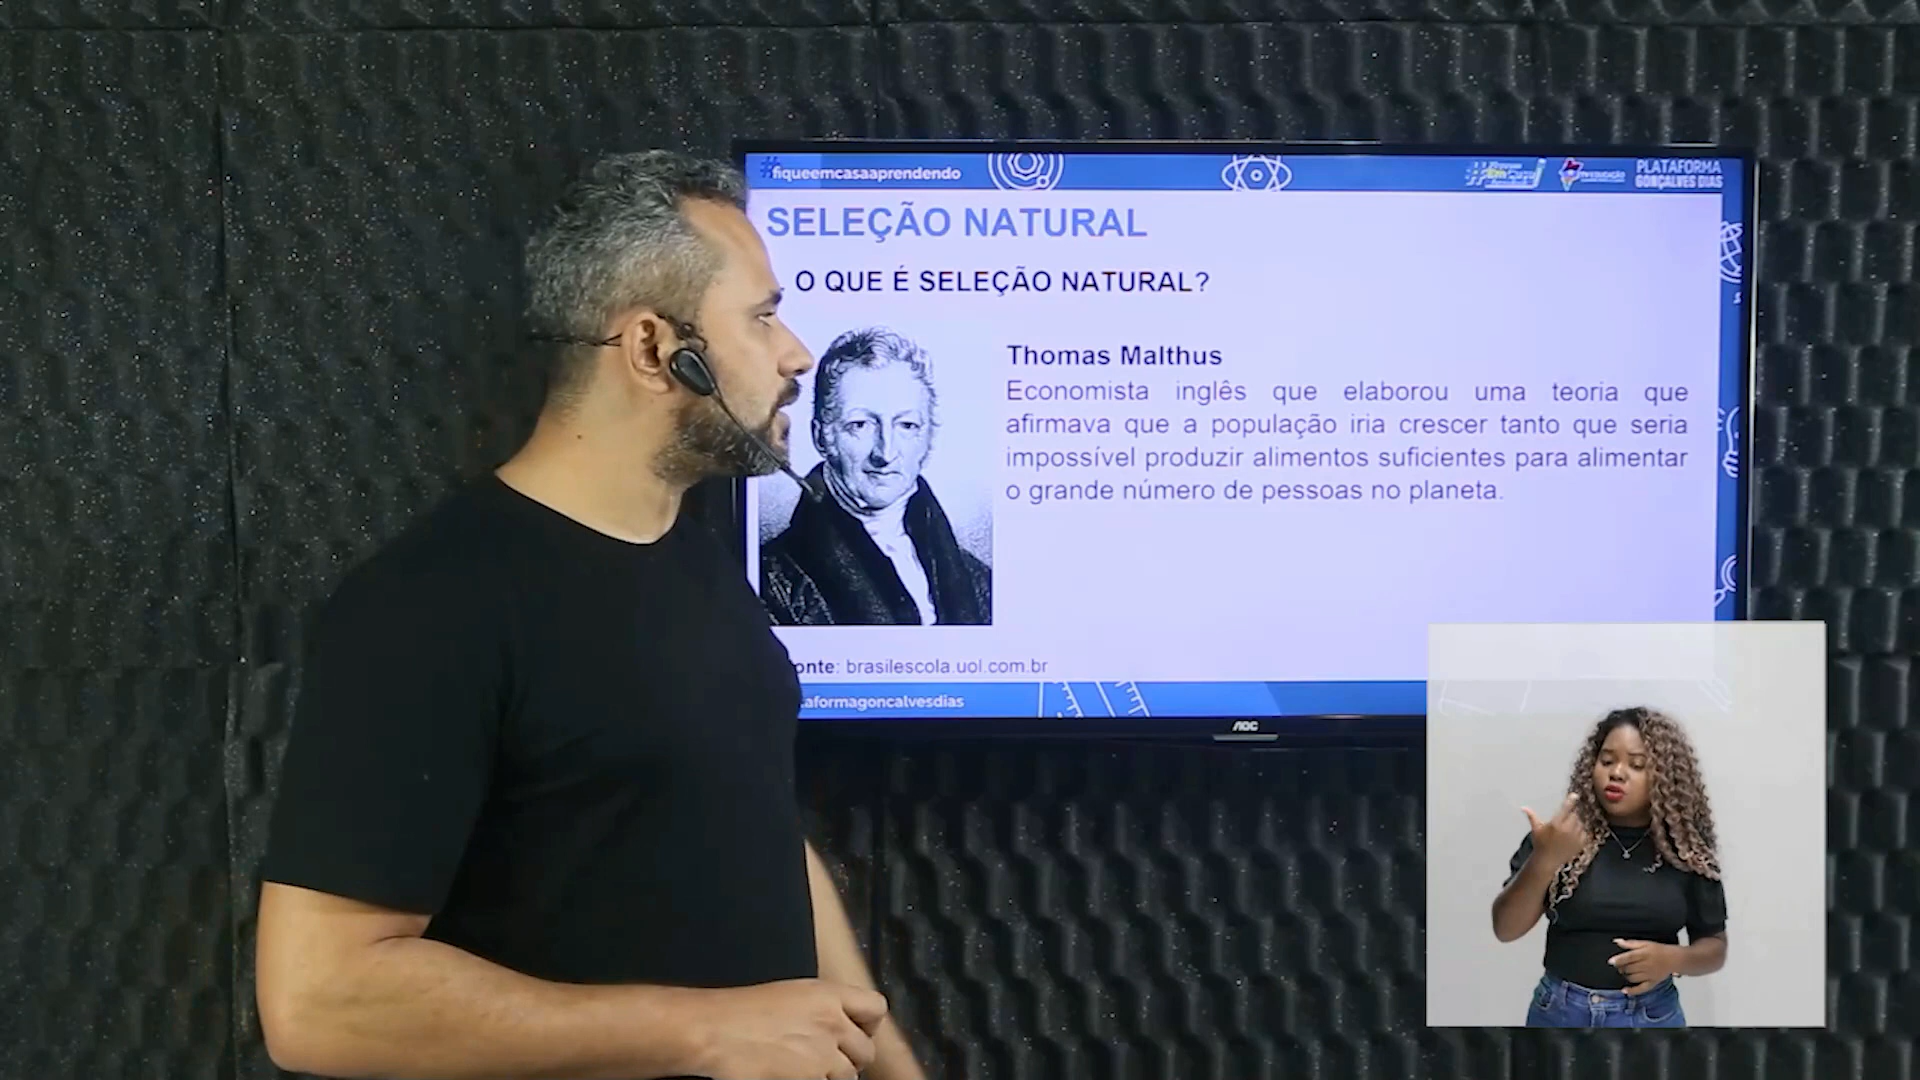 #fiqueemcasaaprendendo
PLATAFORMA
GONÇALVES DIAS
SELEÇÃO NATURAL
. O QUE É SELEÇÃO NATURAL?
Thomas Malthus
Economista inglês que elaborou uma teoria que
afirmava que a população iria crescer tanto que seria
impossível produzir alimentos suficientes para alimentar
o grande número de pessoas no planeta.
onte: brasilescola.uol.com.br
aformagoncalvesdias
AOC